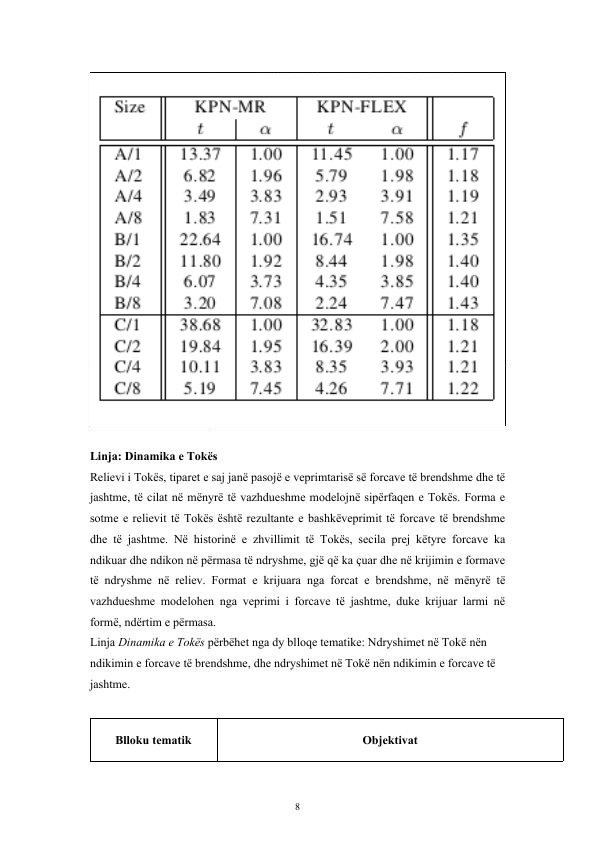 Size KPN-MR KPN-FLEX
t α t α f
A/1 13.37 1.00 11.45 1.00 1.17
A/2 6.82 1.96 5.79 1.98 1.18
A/4 3.49 3.83 2.93 3.91 1.19
A/8 1.83 7.31 1.51 7.58 1.21
B/1 22.64 1.00 16.74 1.00 1.35
B/2 11.80 1.92 8.44 1.98 1.40
B/4 6.07 3.73 4.35 3.85 1.40
B/8 3.20 7.08 2.24 7.47 1.43
C/1 38.68 1.00 32.83 1.00 1.18
C/2 19.84 1.95 16.39 2.00 1.21
C/4 10.11 3.83 8.35 3.93 1.21
C/8 5.19 7.45 4.26 7.71 1.22
Linja: Dinamika e Tokës
Relievi i Tokës, tiparet e saj janë pasojë e veprimtarisë së forcave të brendshme dhe të
jashtme, të cilat në mënyrë të vazhdueshme modelojnë sipërfaqen e Tokës. Forma e
sotme e relievit të Tokës është rezultante e bashkëveprimit të forcave të brendshme
dhe të jashtme. Në historinë e zhvillimit të Tokës, secila prej këtyre forcave ka
ndikuar dhe ndikon në përmasa të ndryshme, gjë që ka çuar dhe në krijimin e formave
të ndryshme në reliev. Format e krijuara nga forcat e brendshme, në mënyrë të
vazhdueshme modelohen nga veprimi i forcave të jashtme, duke krijuar larmi në
formë, ndërtim e përmasa.
Linja Dinamika e Tokës përbëhet nga dy blloqe tematike: Ndryshimet në Tokë nën
ndikimin e forcave të brendshme, dhe ndryshimet në Tokë nën ndikimin e forcave të
jashtme.
Blloku tematik Objektivat
8